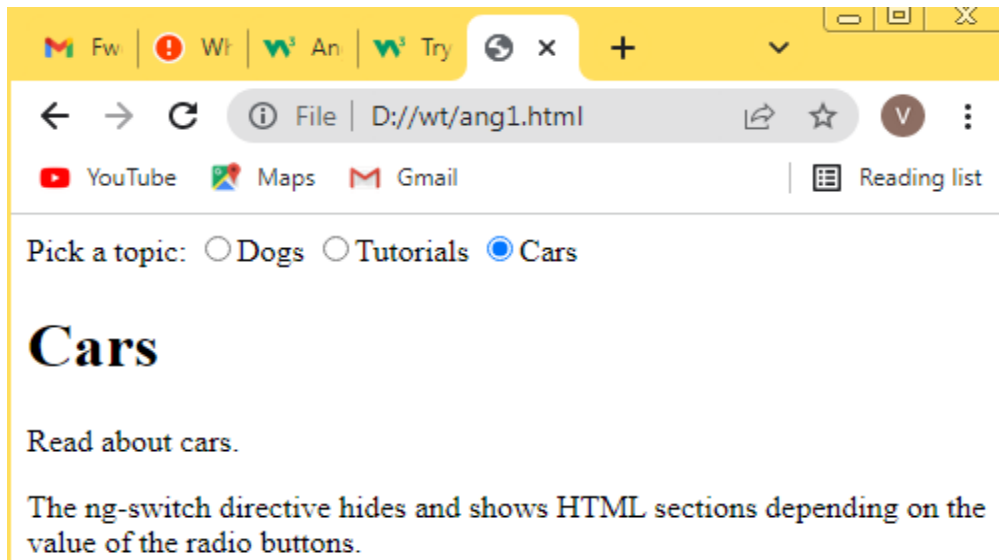 Fw Wh An Try
File D://wt/ang1.html V
YouTube Maps Gmail Reading list
Pick a topic: Dogs Tutorials Cars
Cars
Read about cars.
The ng-switch directive hides and shows HTML sections depending on the
value of the radio buttons.